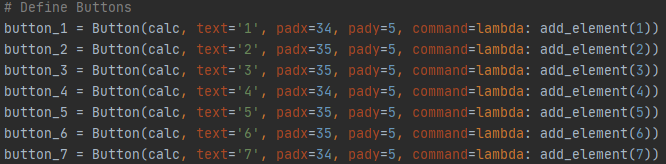 # Define Buttons
button_1 = Button(calc, text='1', padx=34, pady=5, command=lambda: add_element(1))
button_2 = Button(calc, text='2', padx=35, pady=5, command=lambda: add_element(2))
button_3 = Button(calc, text='3', padx=35, pady=5, command=lambda: add_element(3))
button_4 = Button(calc, text='4', padx=34, pady=5, command=lambda: add_element(4))
button_5 = Button(calc, text='5', padx=35, pady=5, command=lambda: add_element(5))
button_6 = Button(calc, text='6', padx=35, pady=5, command=lambda: add_element(6))
button_7 = Button(calc, text='7', padx=34, pady=5, command=lambda: add_element(7))